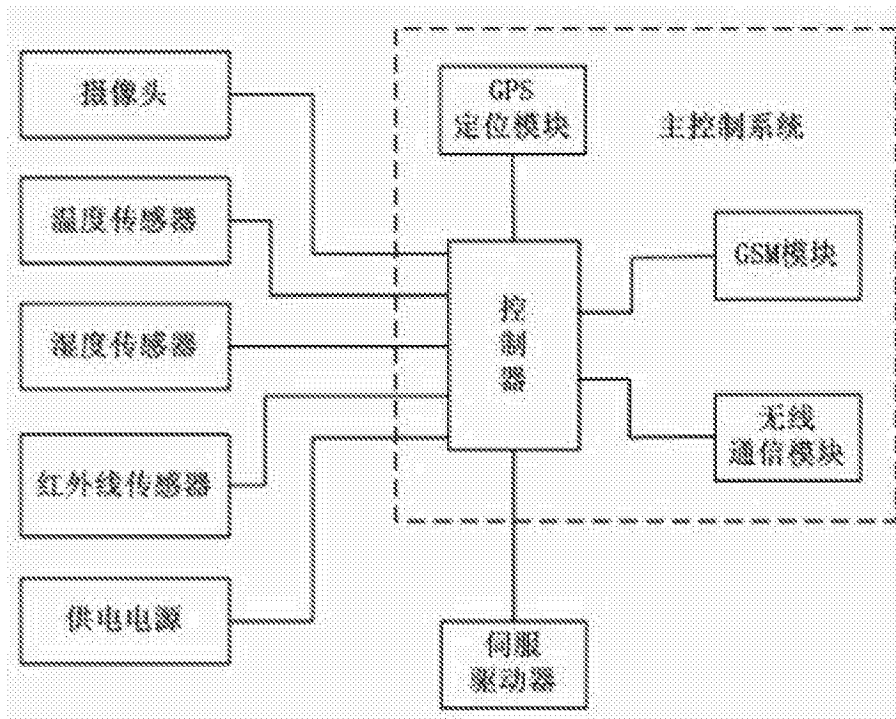 摄像头
温度传感器
湿度传感器
红外线传感器
供电电源
GPS
定位模块
主控制系统
GSM模块
控
制
器
无线
通信模块
伺服
驱动器